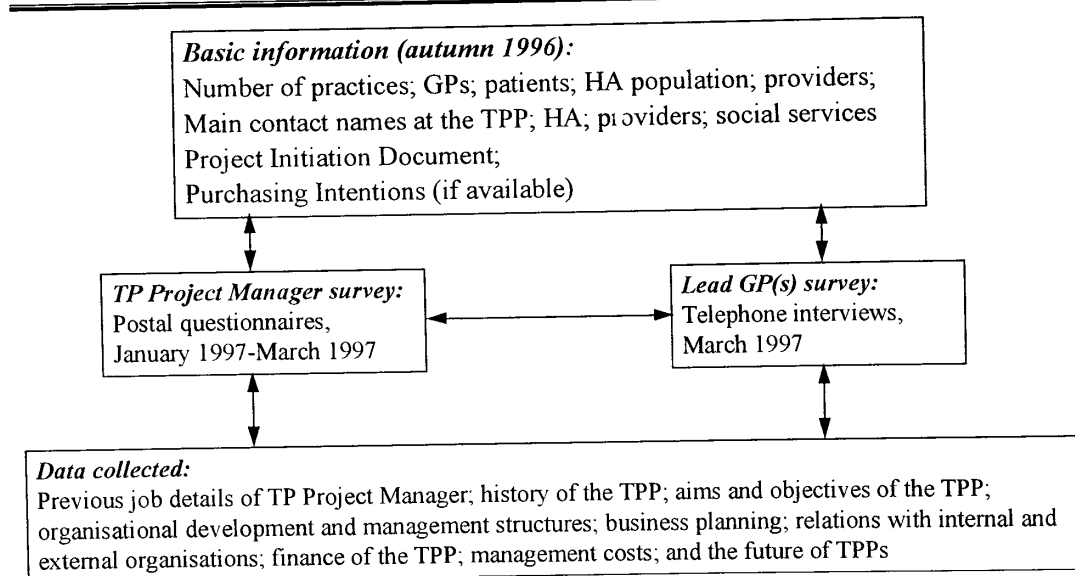 Basic information (autumn 1996):
Number of practices; GPs; patients; HA population; providers;
Main contact names at the TPP; HA; providers; social services
Project Initiation Document;
Purchasing Intentions (if available)
TP Project Manager survey:
Postal questionnaires,
January 1997-March 1997
Lead GP(s) survey:
Telephone interviews,
March 1997
Data collected:
Previous job details of TP Project Manager; history of the TPP; aims and objectives of the TPP;
organisational development and management structures; business planning; relations with internal and
external organisations; finance of the TPP; management costs; and the future of TPPs